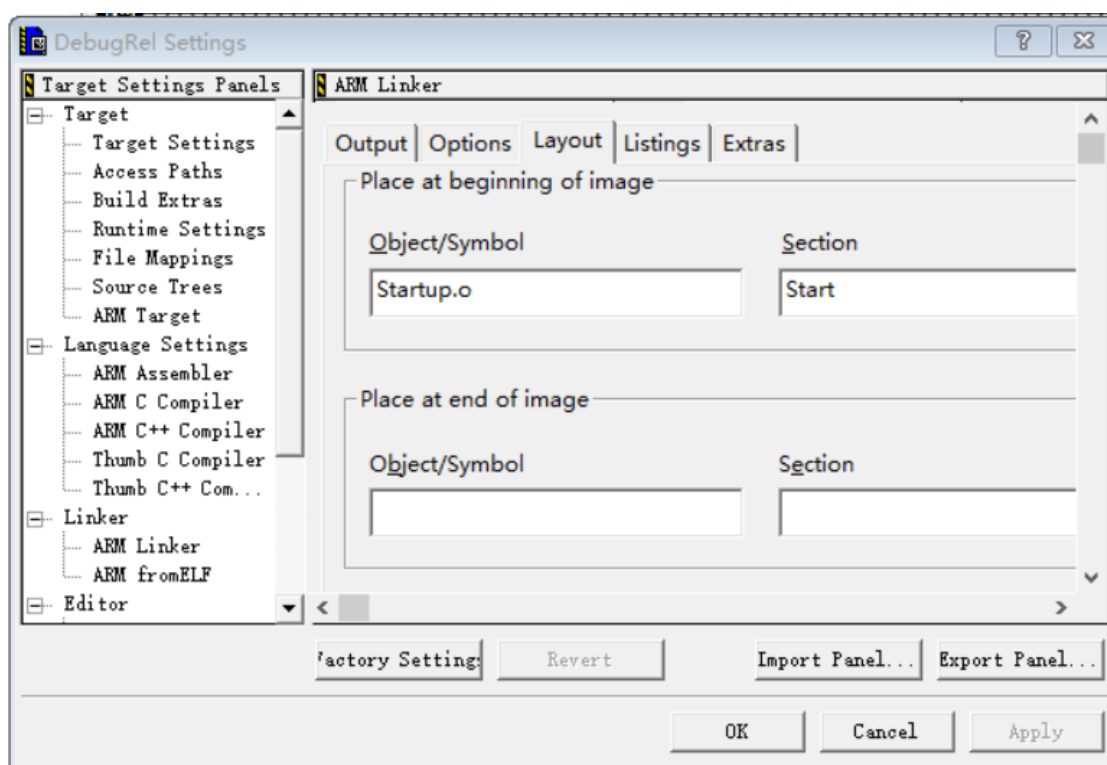 DebugRel Settings
Target Settings Panels
Target
Target Settings
Access Paths
Build Extras
Runtime Settings
File Mappings
Source Trees
ARM Target
Language Settings
ARM Assembler
ARM C Compiler
ARM C++ Compiler
Thumb C Compiler
Thumb C++ Com...
Linker
ARM Linker
ARM fromELF
Editor
ARM Linker
Output Options Layout Listings Extras
Place at beginning of image
Object/Symbol Section
Startup.o Start
Place at end of image
Object/Symbol Section
Factory Settings Revert Import Panel... Export Panel...
OK Cancel Apply